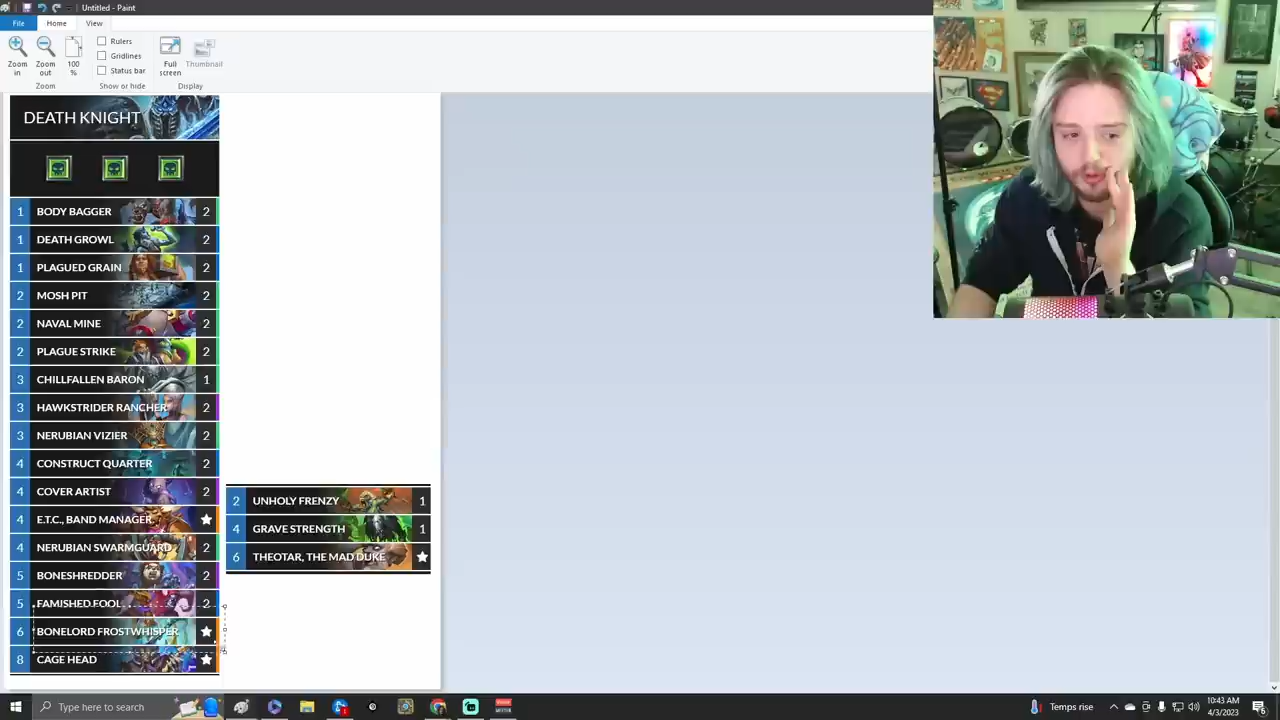 Untitled - Paint
File
Home
View
Zoom in
Zoom out
100 %
Rulers
Gridlines
Status bar
Full screen
Thumbnail
Zoom
Show or hide
Display
DEATH KNIGHT
1 BODY BAGGER 2
1 DEATH GROWL 2
1 PLAGUED GRAIN 2
2 MOSH PIT 2
2 NAVAL MINE 2
2 PLAGUE STRIKE 2
3 CHILLFALLEN BARON 1
3 HAWKSTRIDER RANCHER 2
3 NERUBIAN VIZIER 2
4 CONSTRUCT QUARTER 2
4 COVER ARTIST 2
4 E.T.C., BAND MANAGER
4 NERUBIAN SWARMGUARD 2
5 BONESHREDDER 2
5 FAMISHED FOOL 2
6 BONELORD FROSTWHISPER
8 CAGE HEAD
2 UNHOLY FRENZY 1
4 GRAVE STRENGTH 1
6 THEOTAR, THE MAD DUKE
Type here to search
Temps rise
10:43 AM
4/3/2023